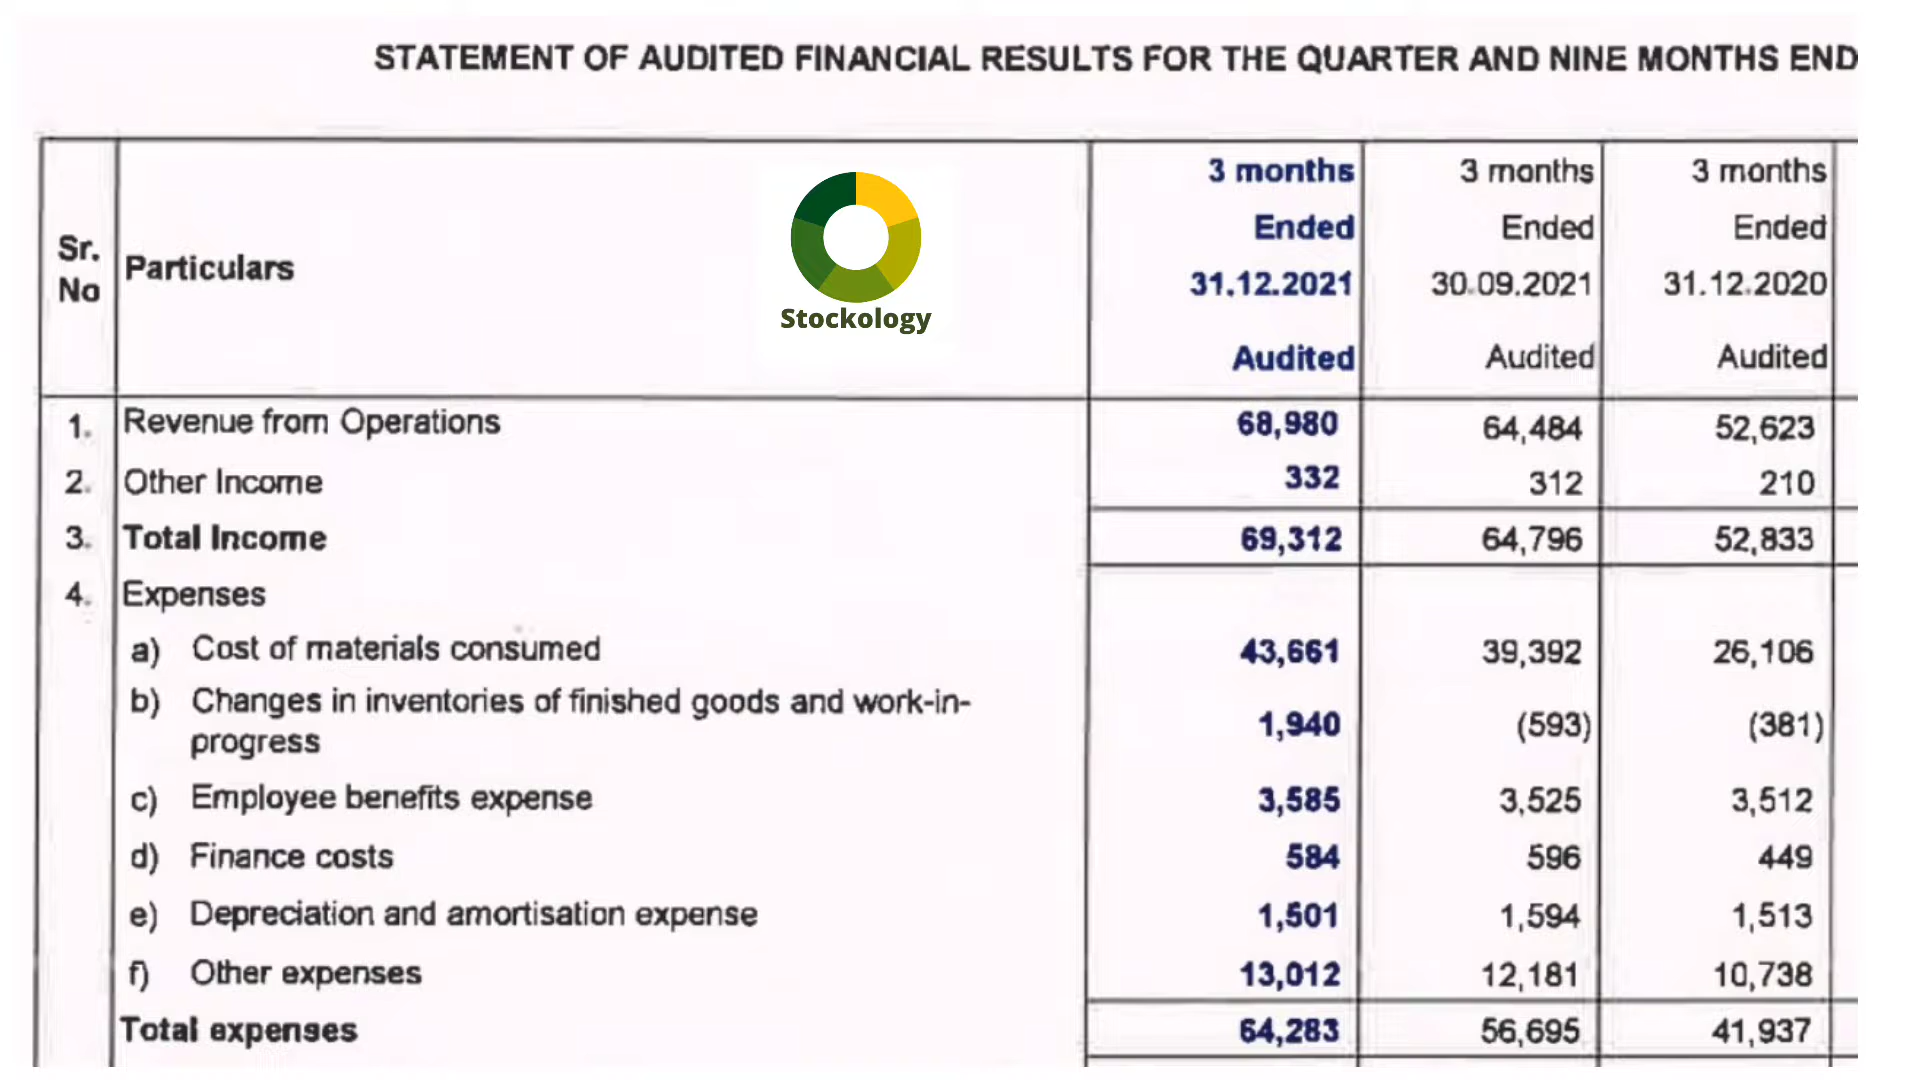 STATEMENT OF AUDITED FINANCIAL RESULTS FOR THE QUARTER AND NINE MONTHS END
Sr. No Particulars 3 months Ended 31.12.2021 Audited 3 months Ended 30.09.2021 Audited 3 months Ended 31.12.2020 Audited
Stockology
1. Revenue from Operations 68,980 64,484 52,623
2. Other Income 332 312 210
3. Total Income 69,312 64,796 52,833
4. Expenses
a) Cost of materials consumed 43,661 39,392 26,106
b) Changes in inventories of finished goods and work-in-
progress 1,940 (593) (381)
c) Employee benefits expense 3,585 3,525 3,512
d) Finance costs 584 596 449
e) Depreciation and amortisation expense 1,501 1,594 1,513
f) Other expenses 13,012 12,181 10,738
Total expenses 64,283 56,695 41,937